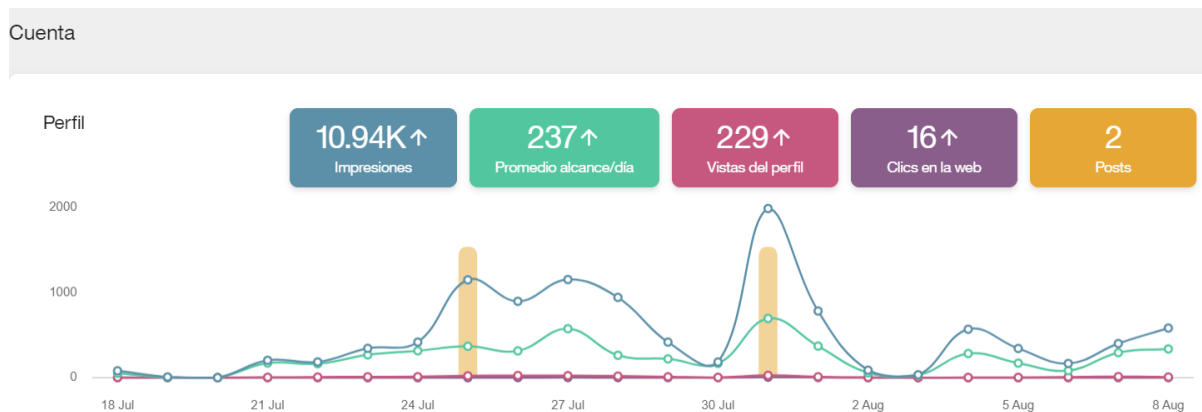 Cuenta
Perfil
10.94K↑
Impresiones
237↑
Promedio alcance/día
229↑
Vistas del perfil
16↑
Clics en la web
2
Posts
2000
1000
0
18 Jul
21 Jul
24 Jul
27 Jul
30 Jul
2 Aug
5 Aug
8 Aug